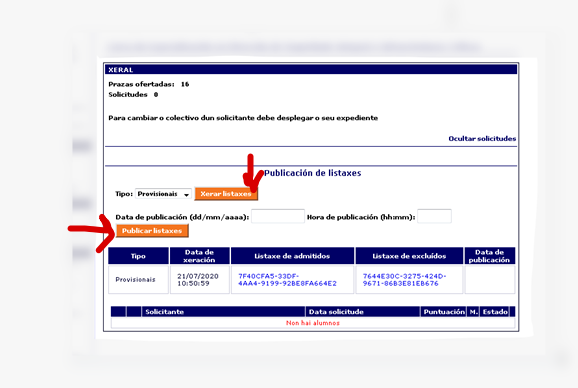 XERAL
Prazas ofertadas: 16
Solicitudes 0
Para cambiar o colectivo dun solicitante debe desplegar o seu expediente
Ocultar solicitudes
Publicación de listaxes
Tipo: Provisionais Xerar listaxes
Data de publicación (dd/mm/aaaa): Hora de publicación (hh:mm):
Publicar listaxes
Tipo Data de xeración Listaxe de admitidos Listaxe de excluídos Data de publicación
Provisionais 21/07/2020 7F40CFA5-33DF- 7644E30C-3275-424D-
10:50:59 4AA4-9199-92BE8FA664E2 9671-86B3E81EB676
Solicitante Data solicitude Puntuación M. Estado
Non hai alumnos